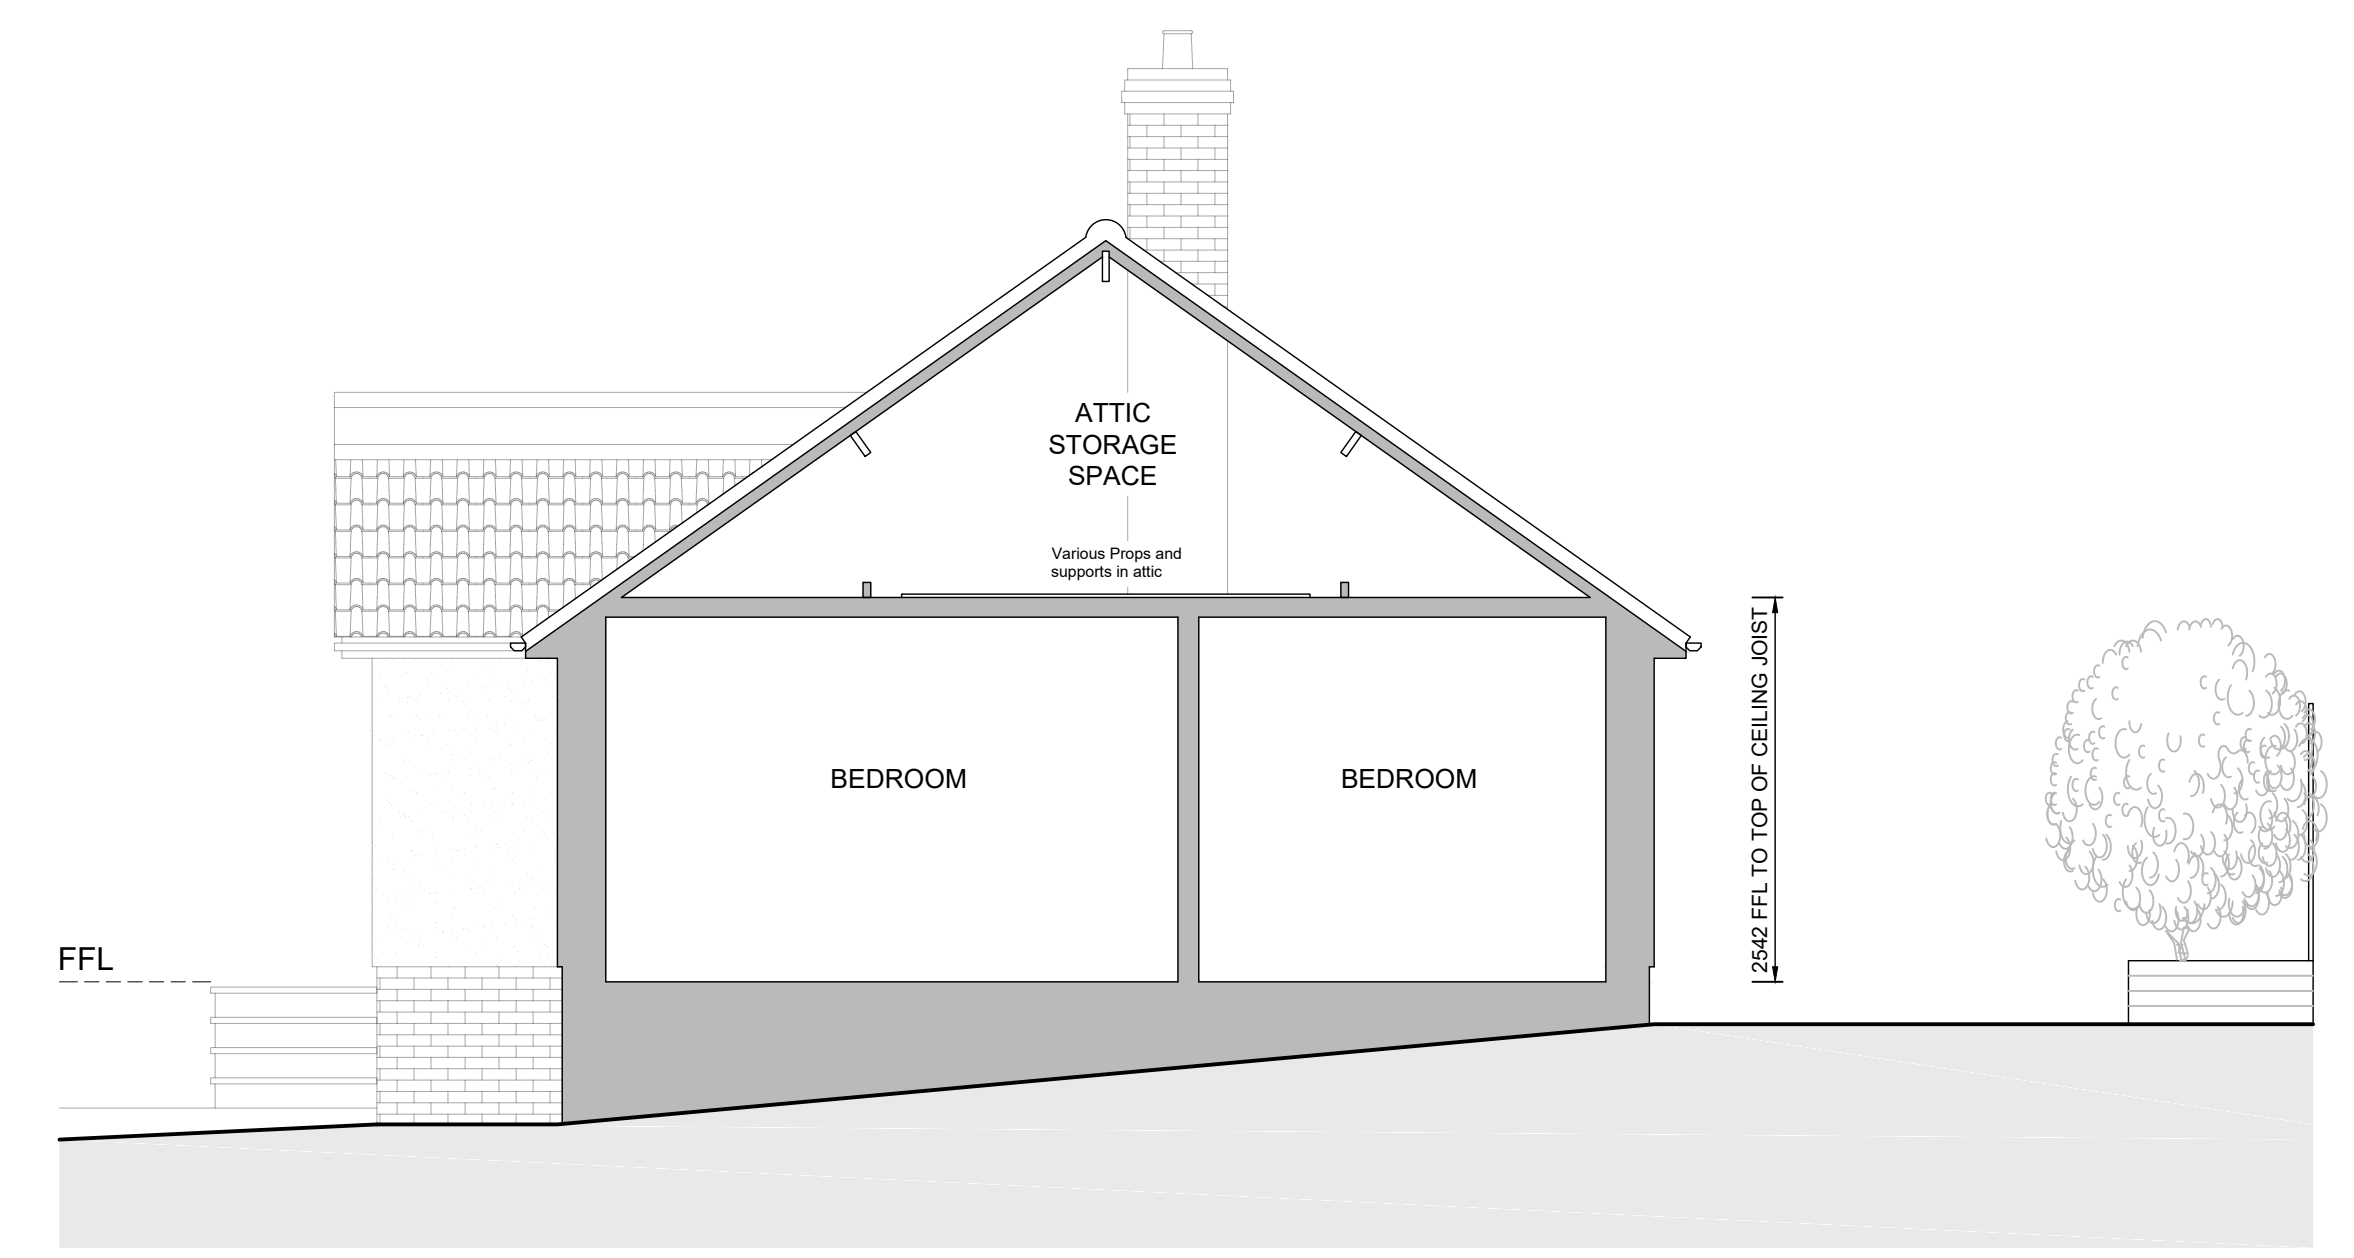 ATTIC
STORAGE
SPACE
Various Props and
supports in attic
BEDROOM
BEDROOM
2542 FFL TO TOP OF CEILING JOIST
FFL